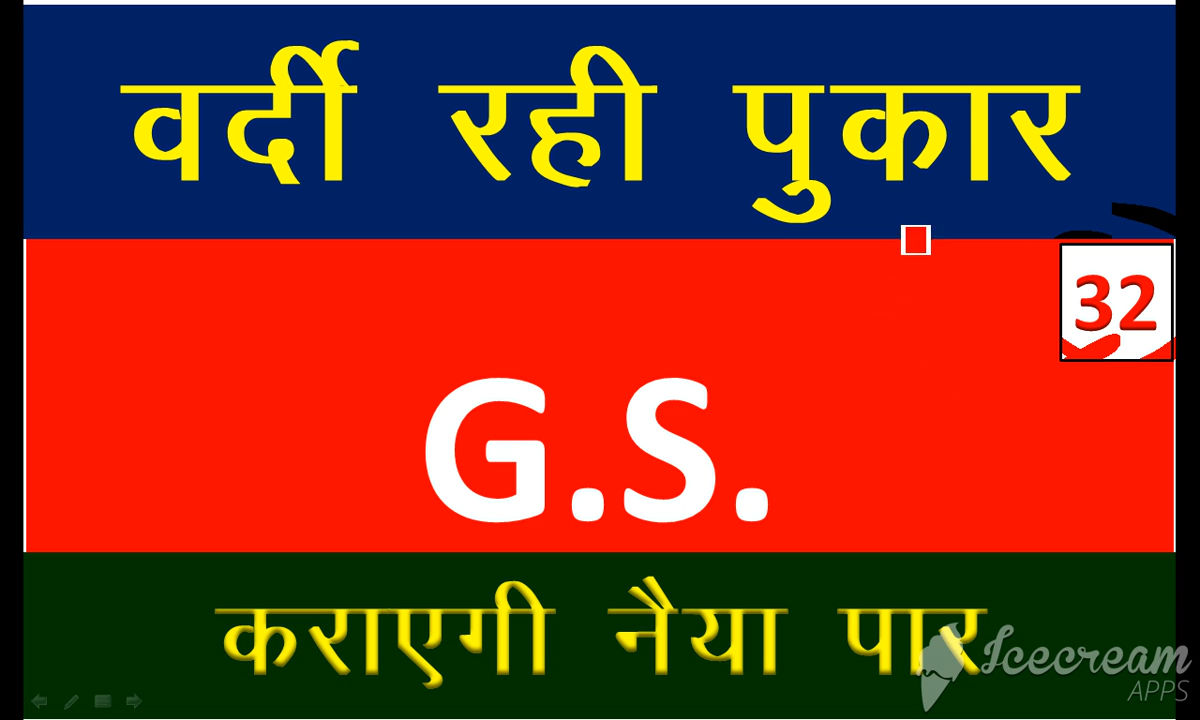 वर्दी रही पुकार
32
G.S.
कराएगी नैया पार
Icecream
APPS